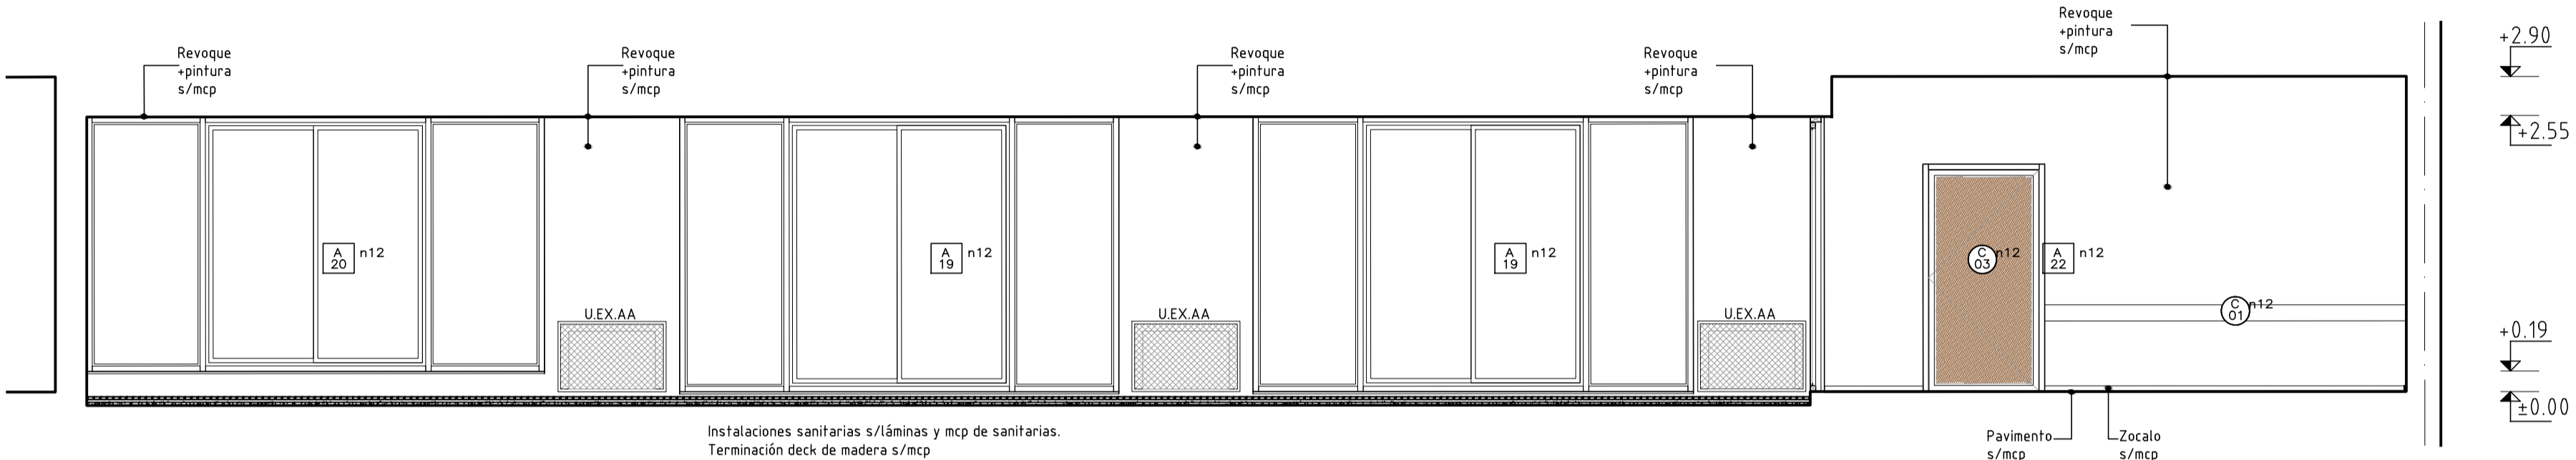 Revoque
+pintura
s/mcp
Revoque
+pintura
s/mcp
Revoque
+pintura
s/mcp
Revoque
+pintura
s/mcp
Revoque
+pintura
s/mcp
+2.90
+2.55
A
20
n12
A
19
n12
A
19
n12
C
03
n12
A
22
n12
U.EX.AA
U.EX.AA
U.EX.AA
C
01
n12
+0.19
±0.00
Instalaciones sanitarias s/láminas y mcp de sanitarias.
Terminación deck de madera s/mcp
Pavimento
s/mcp
Zocalo
s/mcp